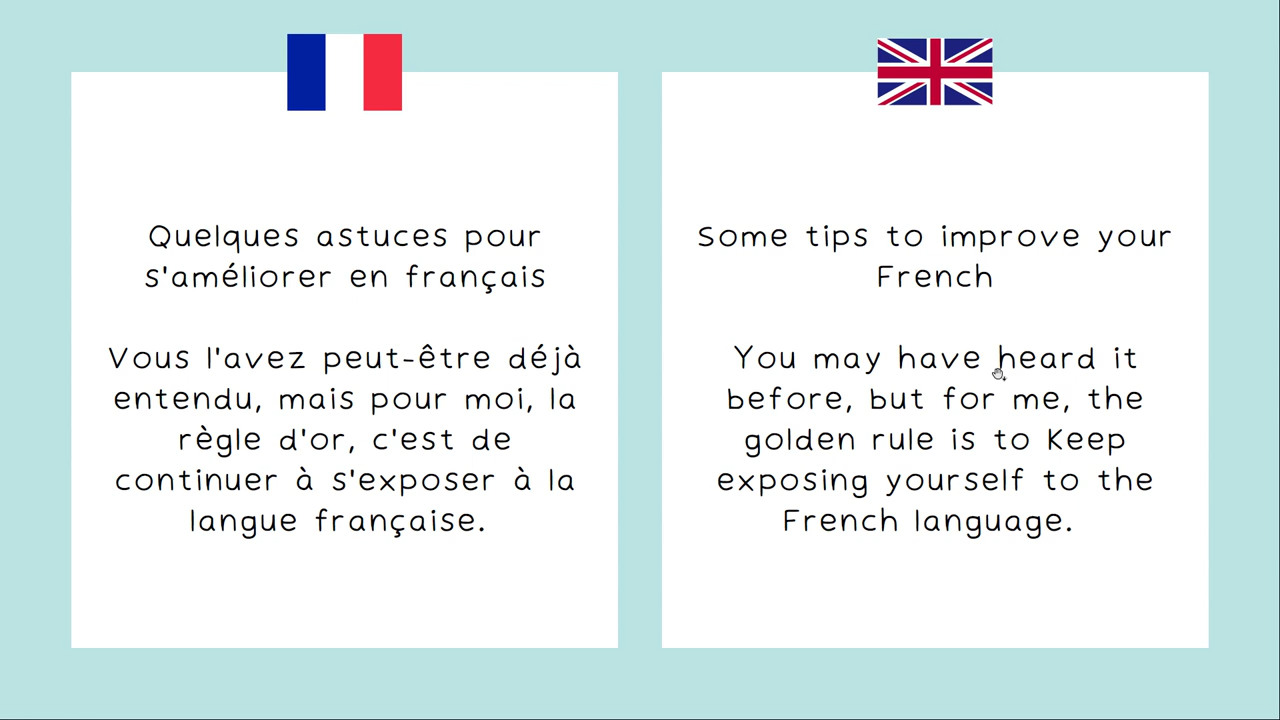 Quelques astuces pour
s'améliorer en français
Vous l'avez peut-être déjà
entendu, mais pour moi, la
règle d'or, c'est de
continuer à s'exposer à la
langue française.
Some tips to improve your
French
You may have heard it
before, but for me, the
golden rule is to keep
exposing yourself to the
French language.